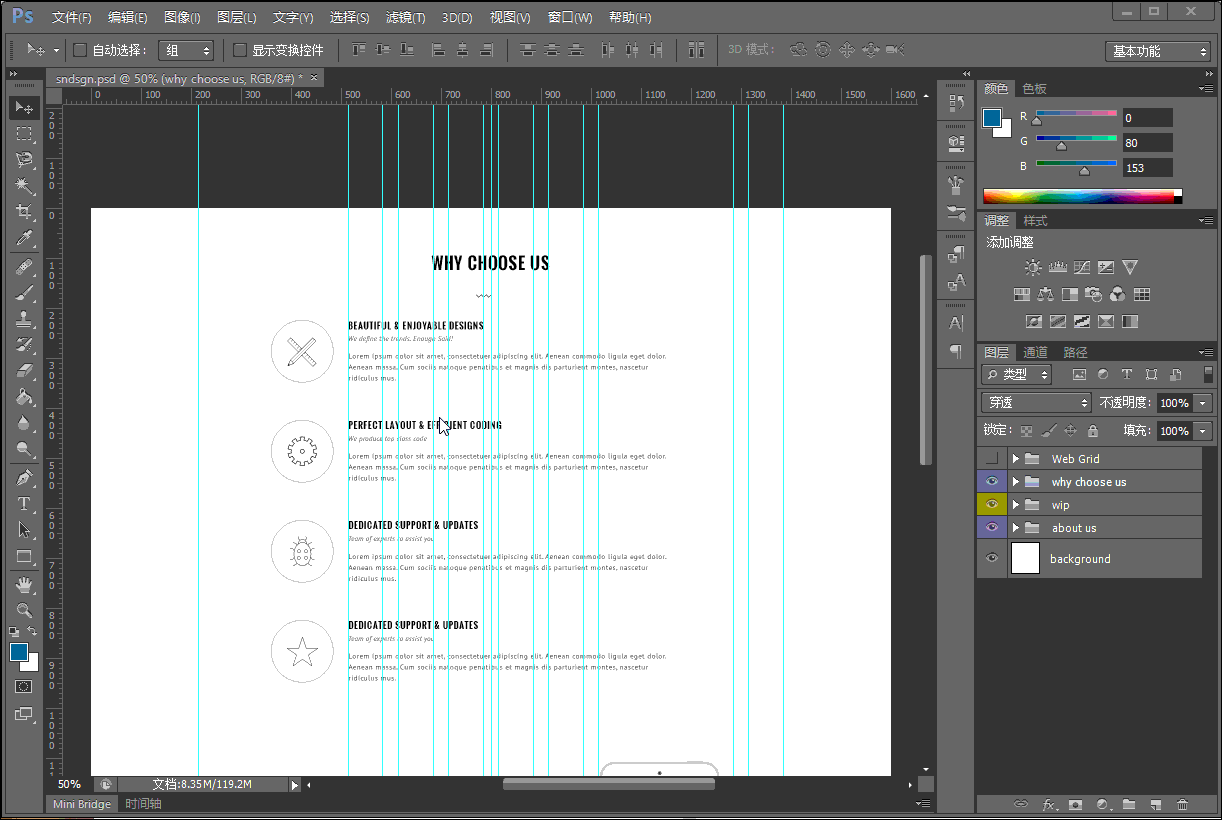 Ps 文件(F) 编辑(E) 图像(I) 图层(L) 文字(Y) 选择(S) 滤镜(T) 3D(D) 视图(V) 窗口(W) 帮助(H)
自动选择: 组 显示变换控件 3D 模式: 基本功能
sndsgn.psd @ 50% (why choose us, RGB/8#) * ×
0 100 200 300 400 500 600 700 800 900 1000 1100 1200 1300 1400 1500 1600
颜色 色板
R 0
G 80
B 153
调整 样式
添加调整
图层 通道 路径
类型
穿透 不透明度: 100%
锁定: 填充: 100%
Web Grid
why choose us
wip
about us
background
200
100
0
100
200
300
400
500
600
700
800
900
1000
11
WHY CHOOSE US
BEAUTIFUL & ENJOYABLE DESIGNS
We define the trends. Enough Said!
Lorem ipsum dolor sit amet, consectetuer adipiscing elit. Aenean commodo ligula eget dolor.
Aenean massa. Cum sociis natoque penatibus et magnis dis parturient montes, nascetur
ridiculus mus.
PERFECT LAYOUT & EFFICIENT CODING
We produce top class code
Lorem ipsum dolor sit amet, consectetuer adipiscing elit. Aenean commodo ligula eget dolor.
Aenean massa. Cum sociis natoque penatibus et magnis dis parturient montes, nascetur
ridiculus mus.
DEDICATED SUPPORT & UPDATES
Team of experts to assist you
Lorem ipsum dolor sit amet, consectetuer adipiscing elit. Aenean commodo ligula eget dolor.
Aenean massa. Cum sociis natoque penatibus et magnis dis parturient montes, nascetur
ridiculus mus.
DEDICATED SUPPORT & UPDATES
Team of experts to assist you
Lorem ipsum dolor sit amet, consectetuer adipiscing elit. Aenean commodo ligula eget dolor.
Aenean massa. Cum sociis natoque penatibus et magnis dis parturient montes, nascetur
ridiculus mus.
50% 文档:8.35M/119.2M
Mini Bridge 时间轴